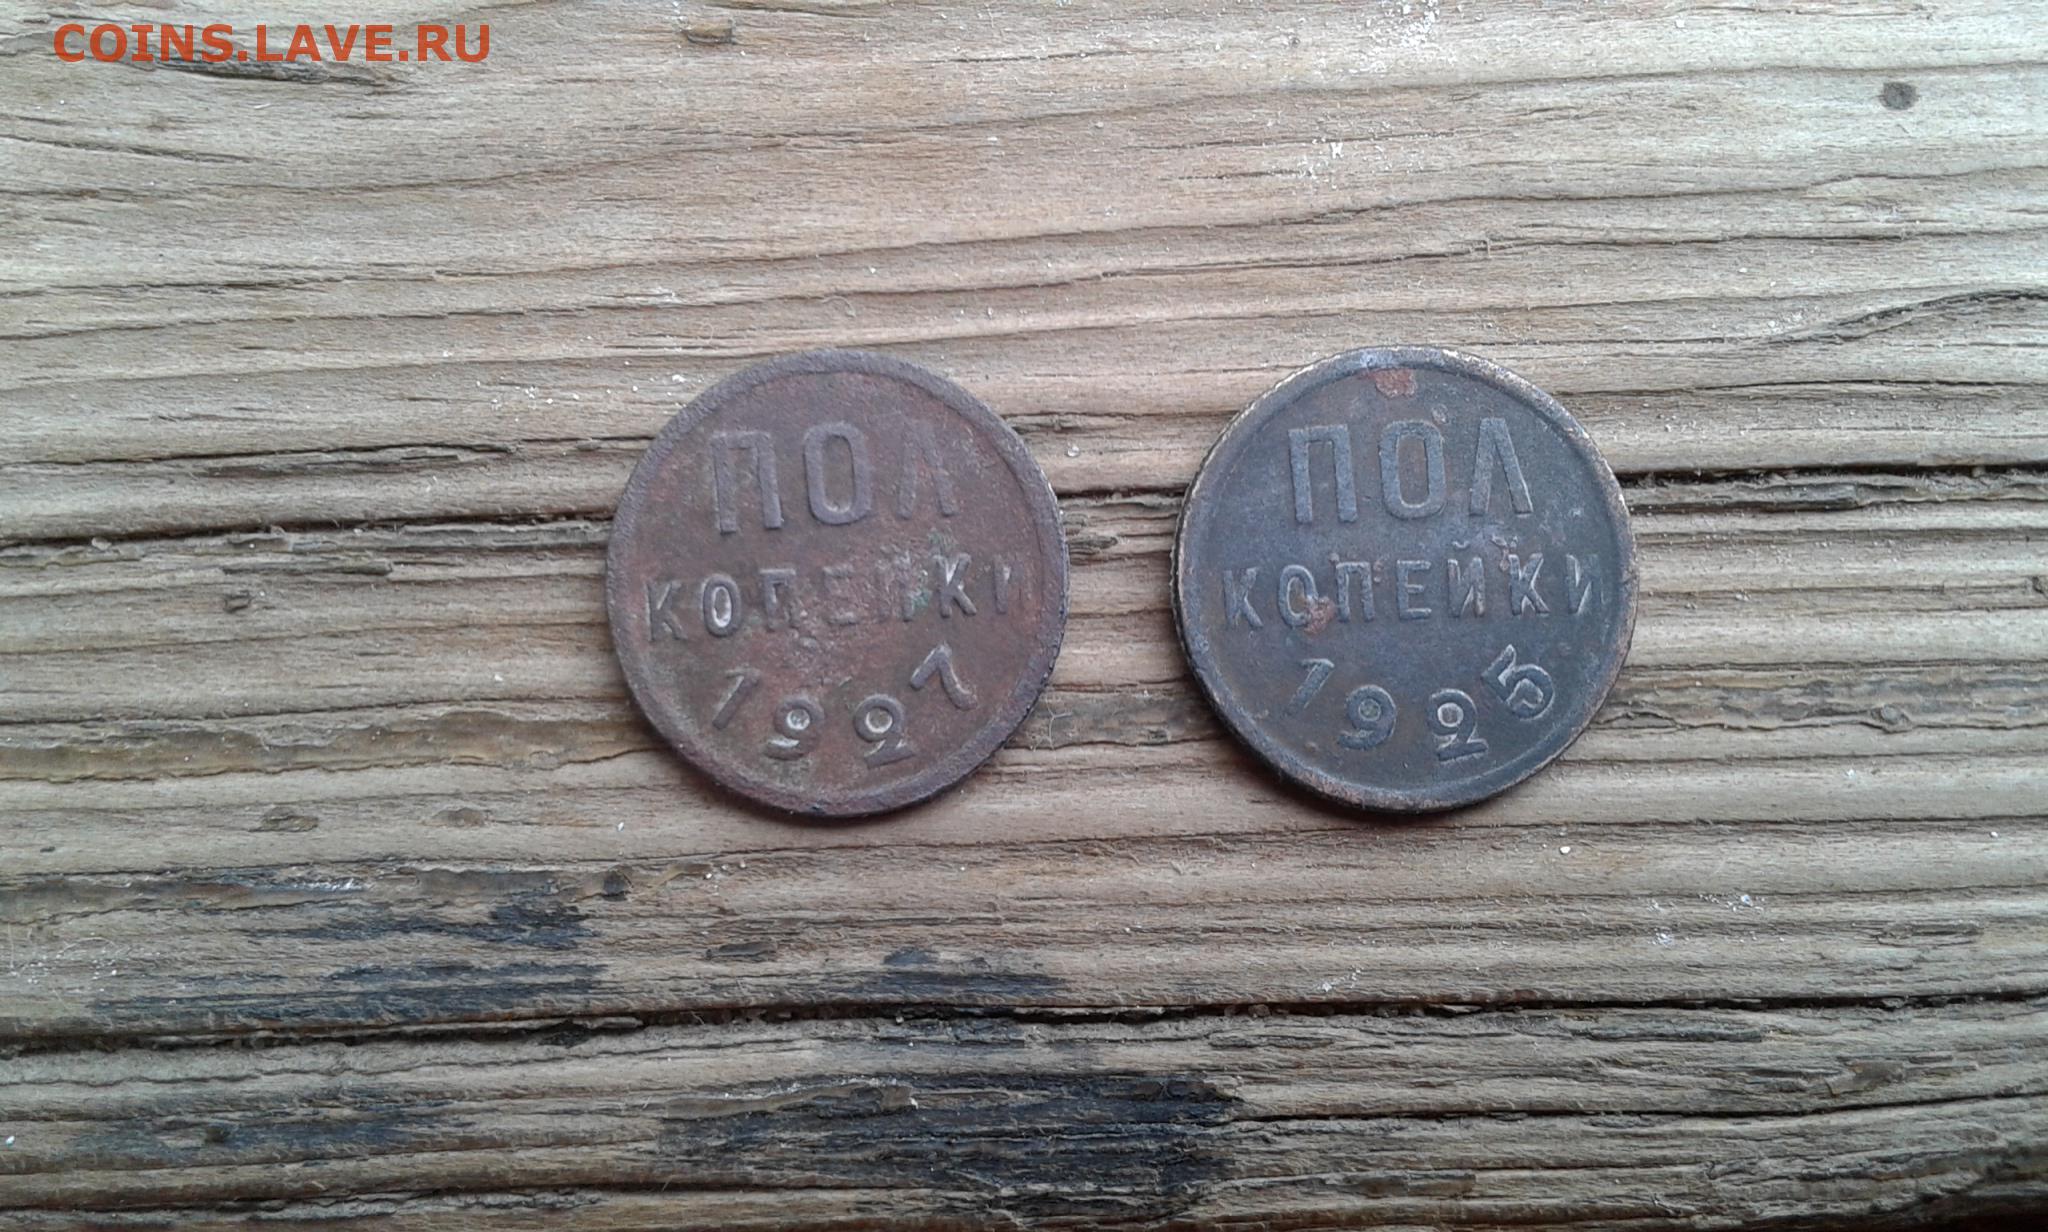 COINS.LAVE.RU
ПОЛ
КОПЕЙКИ
1927
ПОЛ
КОПЕЙКИ
1925